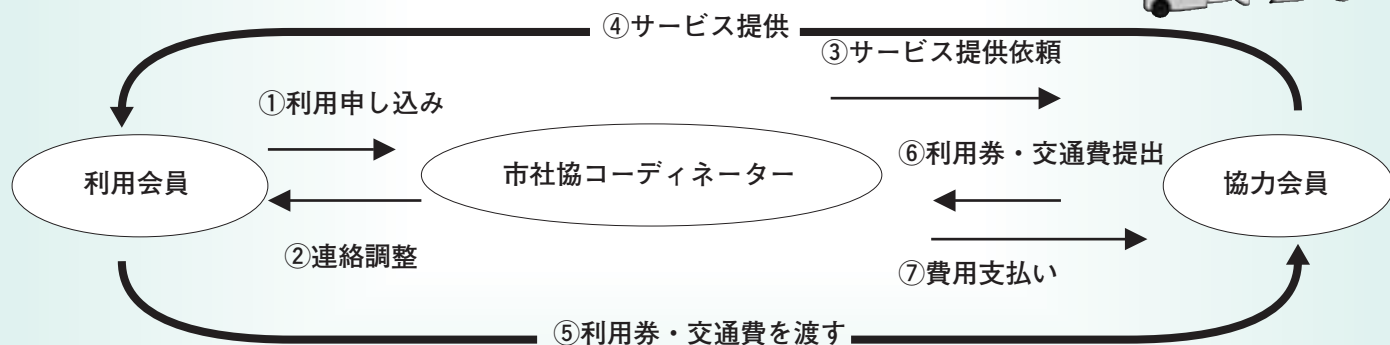 ④サービス提供
③サービス提供依頼
①利用申し込み
⑥利用券・交通費提出
利用会員
市社協コーディネーター
協力会員
②連絡調整
⑦費用支払い
⑤利用券・交通費を渡す